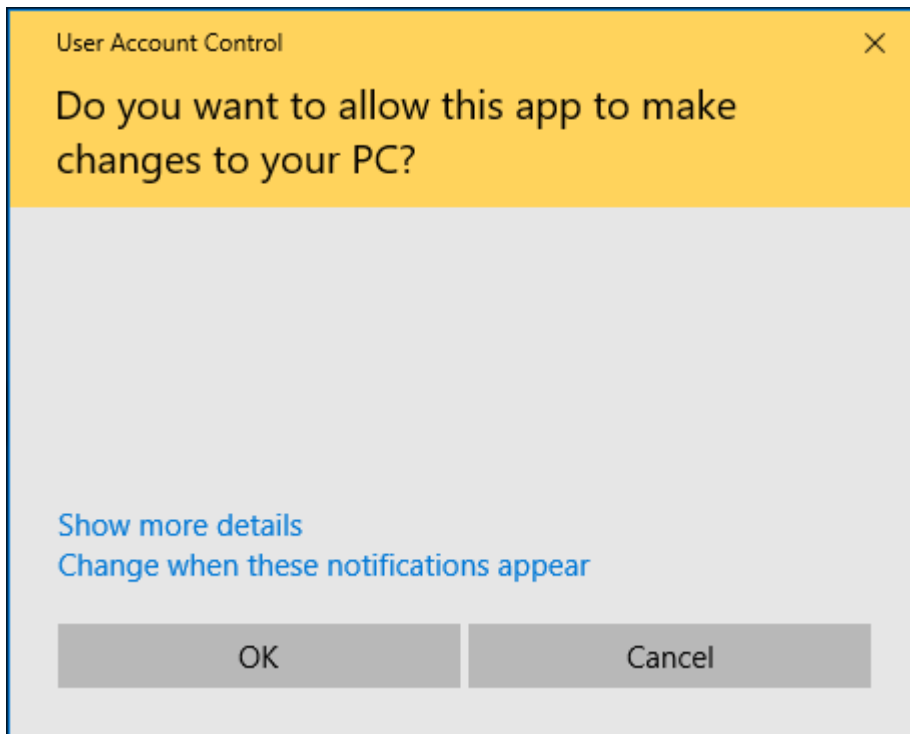 User Account Control
Do you want to allow this app to make
changes to your PC?
Show more details
Change when these notifications appear
OK
Cancel